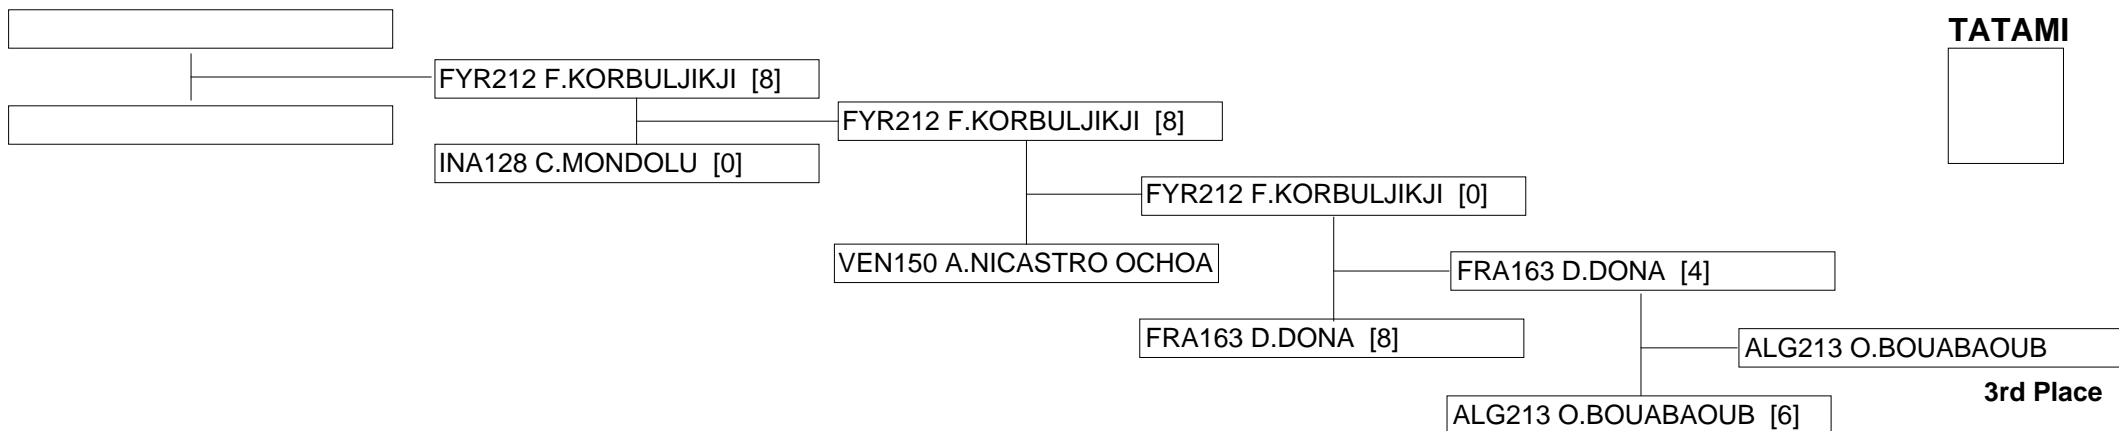 TATAMI
FYR212 F.KORBULJIKJI [8]
FYR212 F.KORBULJIKJI [8]
INA128 C.MONDOLU [0]
FYR212 F.KORBULJIKJI [0]
VEN150 A.NICASTRO OCHOA
FRA163 D.DONA [4]
FRA163 D.DONA [8]
ALG213 O.BOUABAOUB
3rd Place
ALG213 O.BOUABAOUB [6]